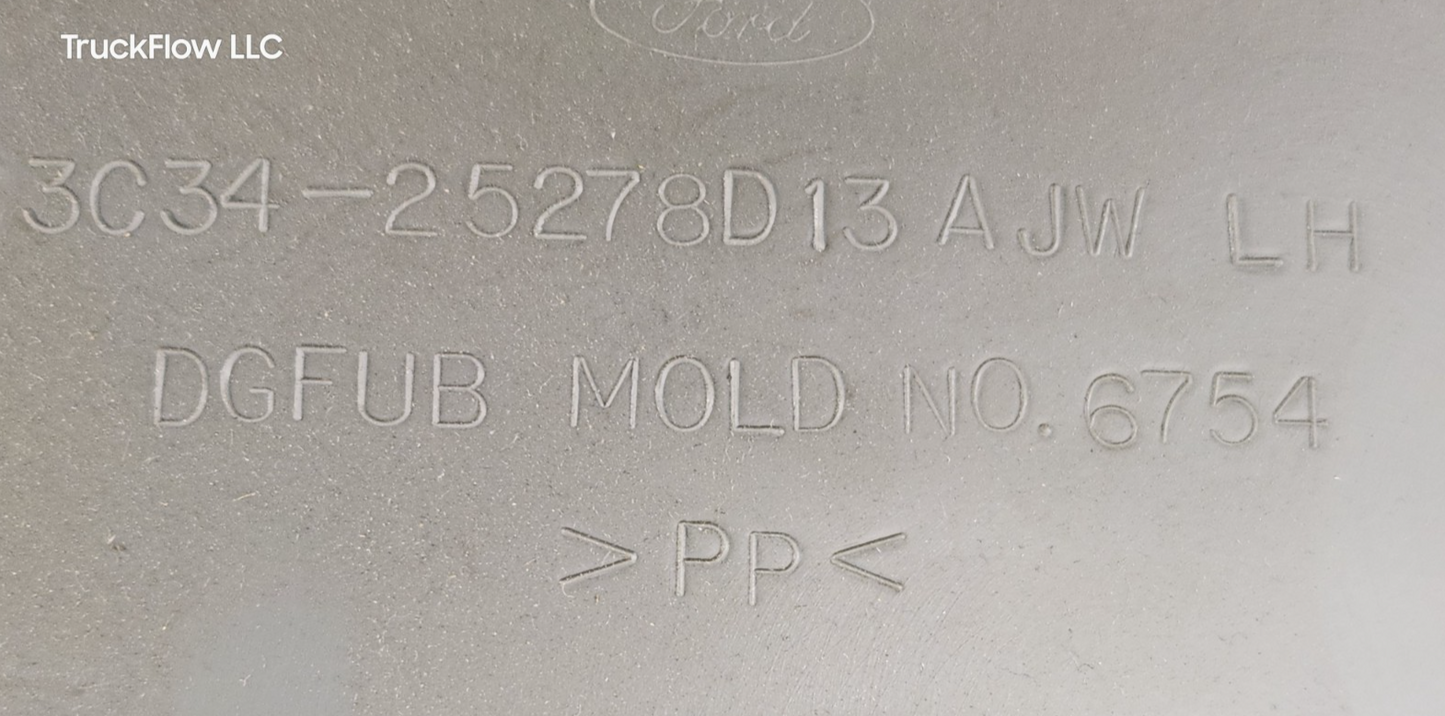 Ford
TruckFlow LLC
3C34-25278D13 AJW LH
DGFUB MOLD NO. 6754
>PP<